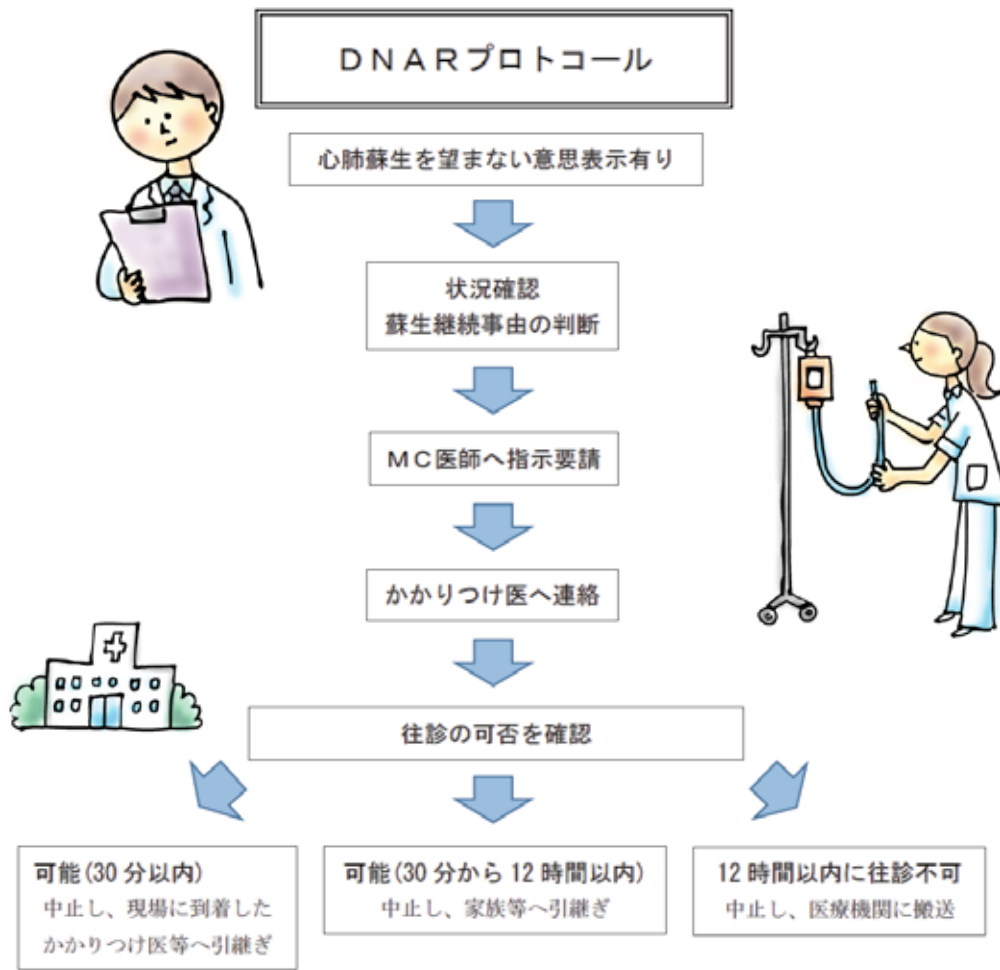 DNARプロトコール
心肺蘇生を望まない意思表示有り
状況確認
蘇生継続事由の判断
MC医師へ指示要請
かかりつけ医へ連絡
往診の可否を確認
可能(30分以内)
中止し、現場に到着した
かかりつけ医等へ引継ぎ
可能(30分から12時間以内)
中止し、家族等へ引継ぎ
12時間以内に往診不可
中止し、医療機関に搬送